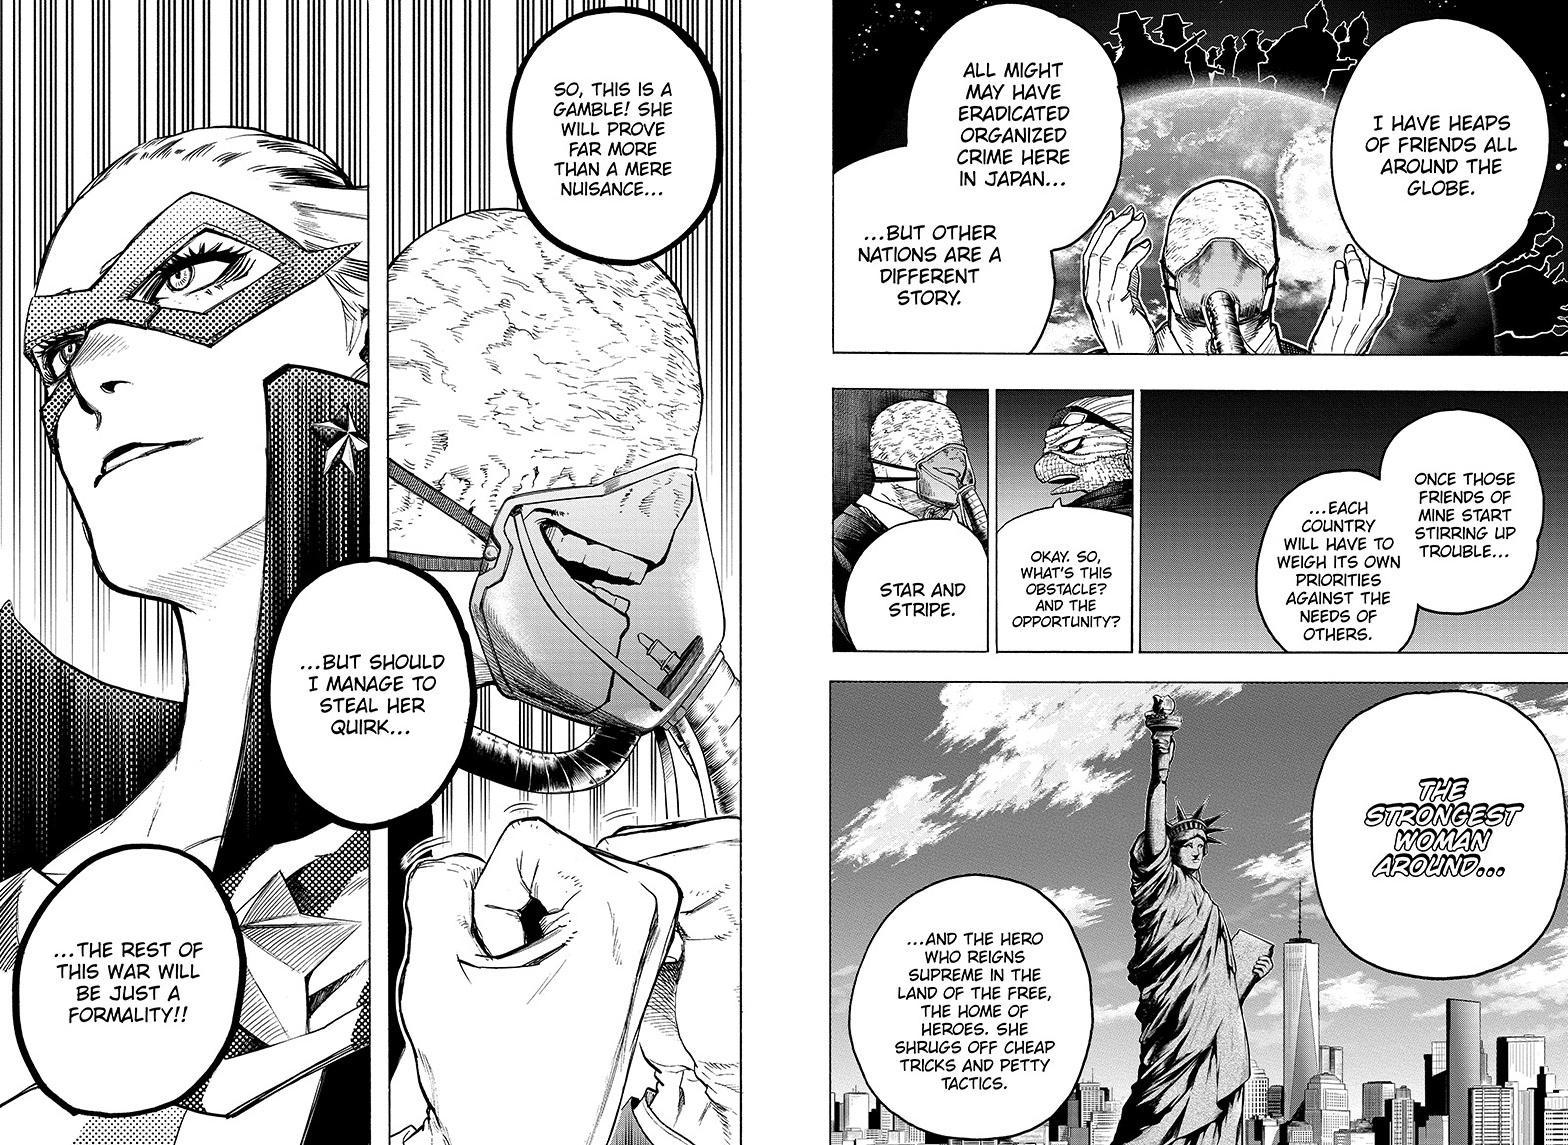 I HAVE HEAPS
OF FRIENDS ALL
AROUND THE
GLOBE.
ALL MIGHT
MAY HAVE
ERADICATED
ORGANIZED
CRIME HERE
IN JAPAN...
...BUT OTHER
NATIONS ARE A
DIFFERENT
STORY.
ONCE THOSE
FRIENDS OF
MINE START
STIRRING UP
TROUBLE...
...EACH
COUNTRY
WILL HAVE TO
WEIGH ITS OWN
PRIORITIES
AGAINST THE
NEEDS OF
OTHERS.
OKAY. SO,
WHAT'S THIS
OBSTACLE?
AND THE
OPPORTUNITY?
STAR AND
STRIPE.
THE
STRONGEST
WOMAN
AROUND...
...AND THE HERO
WHO REIGNS
SUPREME IN THE
LAND OF THE FREE,
THE HOME OF
HEROES. SHE
SHRUGS OFF CHEAP
TRICKS AND PETTY
TACTICS.
SO, THIS IS A
GAMBLE! SHE
WILL PROVE
FAR MORE
THAN A MERE
NUISANCE...
...BUT SHOULD
I MANAGE TO
STEAL HER
QUIRK...
...THE REST OF
THIS WAR WILL
BE JUST A
FORMALITY!!